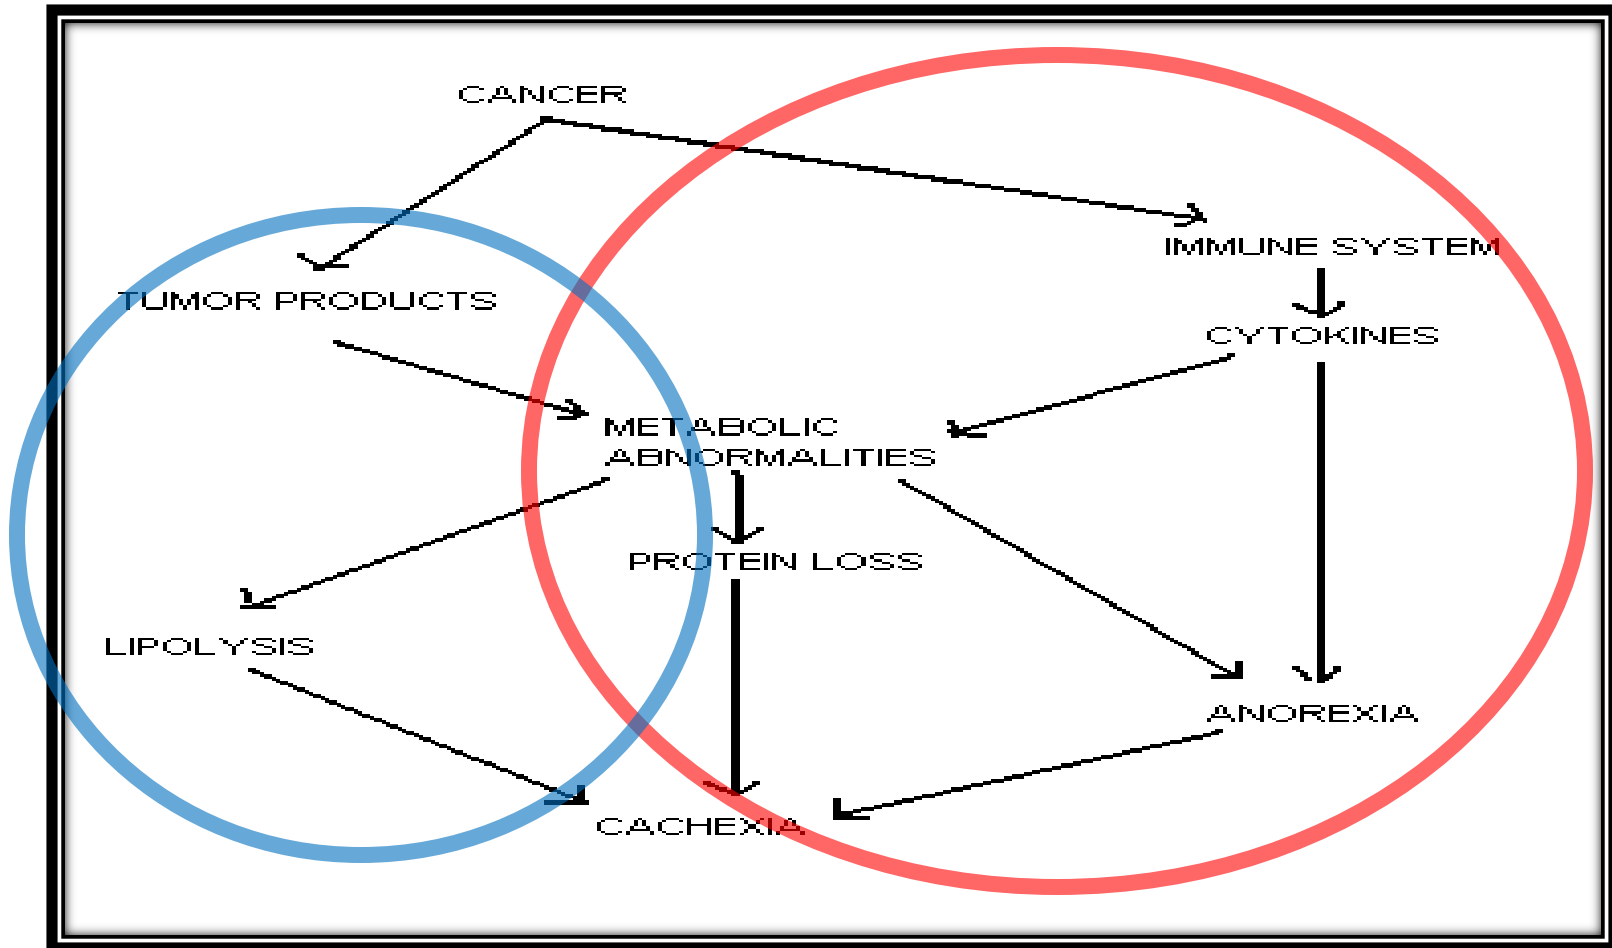 CANCER
IMMUNE SYSTEM
TUMOR PRODUCTS
CYTOKINES
METABOLIC
ABNORMALITIES
PROTEIN LOSS
LIPOLYSIS
ANOREXIA
CACHEXIA